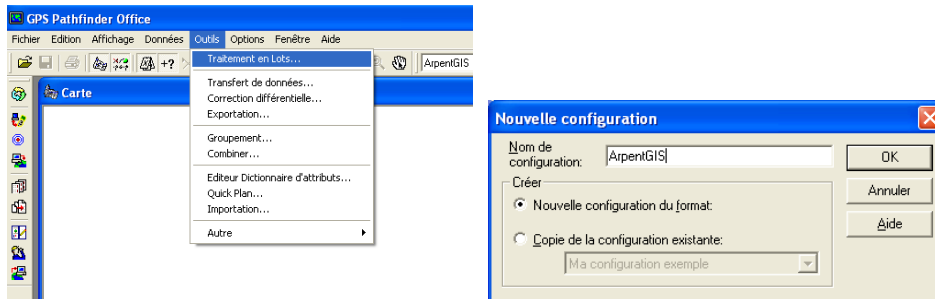 GPS Pathfinder Office
Fichier Edition Affichage Données Outils Options Fenêtre Aide
+?
ArpentGIS
Carte
Traitement en Lots...
Transfert de données...
Correction différentielle...
Exportation...
Groupement...
Combiner...
Editeur Dictionnaire d'attributs...
Quick Plan...
Importation...
Autre
Nouvelle configuration
Nom de
configuration:
ArpentGIS
OK
Créer
Annuler
Nouvelle configuration du format:
Aide
Copie de la configuration existante:
Ma configuration exemple